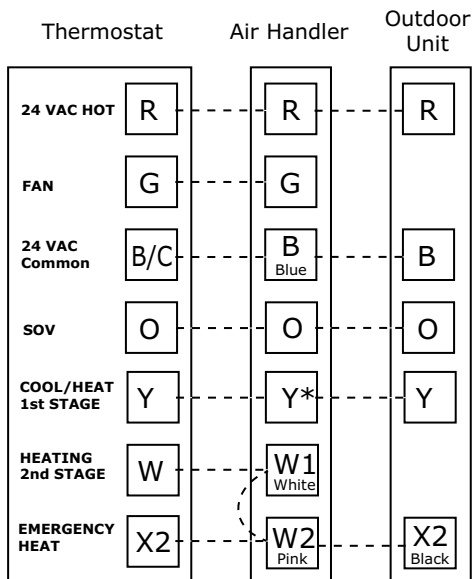 Thermostat Air Handler Outdoor
Unit
24 VAC HOT R R R
FAN G G
24 VAC
Common B/C B
Blue B
SOV O O O
COOL/HEAT
1st STAGE Y Y* Y
HEATING
2nd STAGE W W1
White
EMERGENCY
HEAT X2 W2
Pink X2
Black